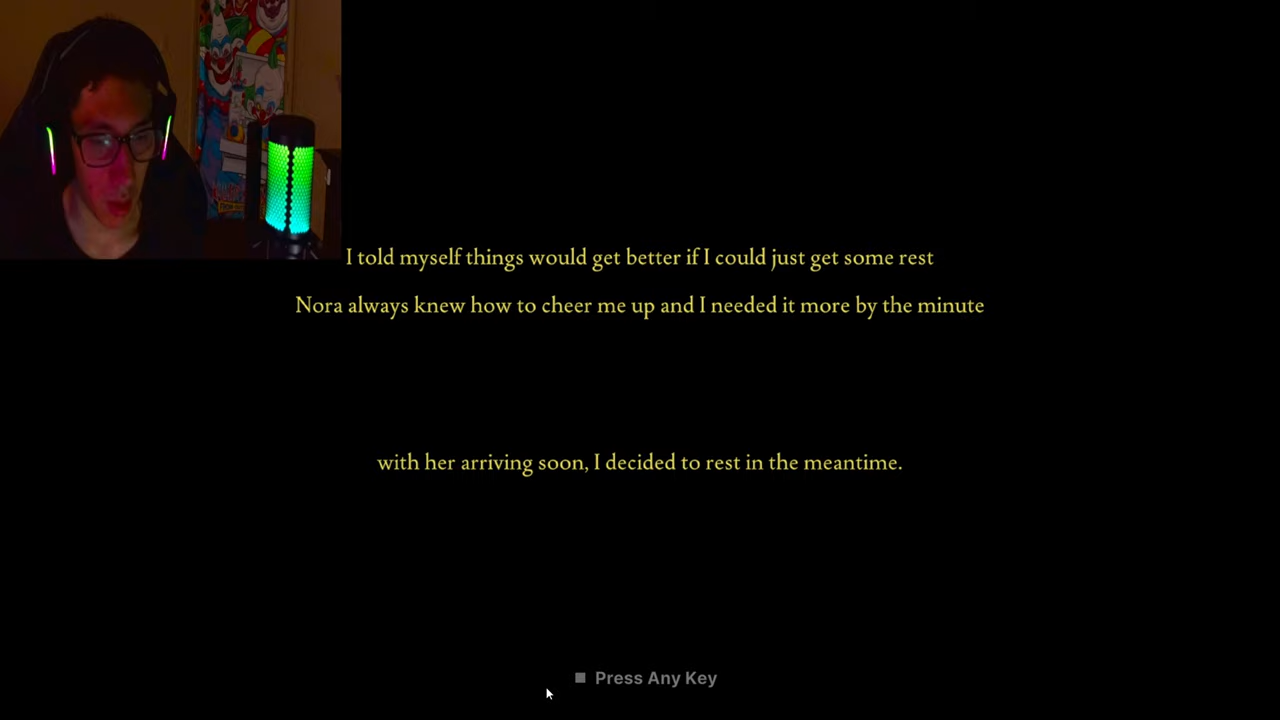 I told myself things would get better if I could just get some rest
Nora always knew how to cheer me up and I needed it more by the minute
with her arriving soon, I decided to rest in the meantime.
Press Any Key